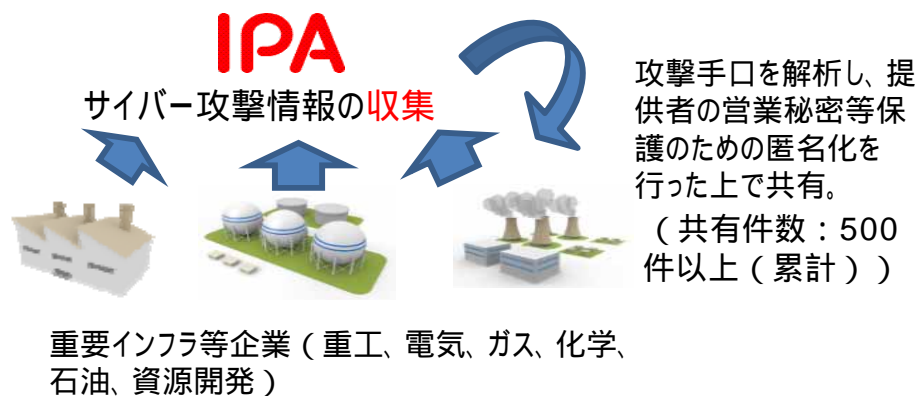 IPA
サイバー攻撃情報の収集
攻撃手口を解析し、提
供者の営業秘密等保
護のための匿名化を
行った上で共有。
（共有件数：500
件以上（累計））
重要インフラ等企業（重工、電気、ガス、化学、
石油、資源開発）